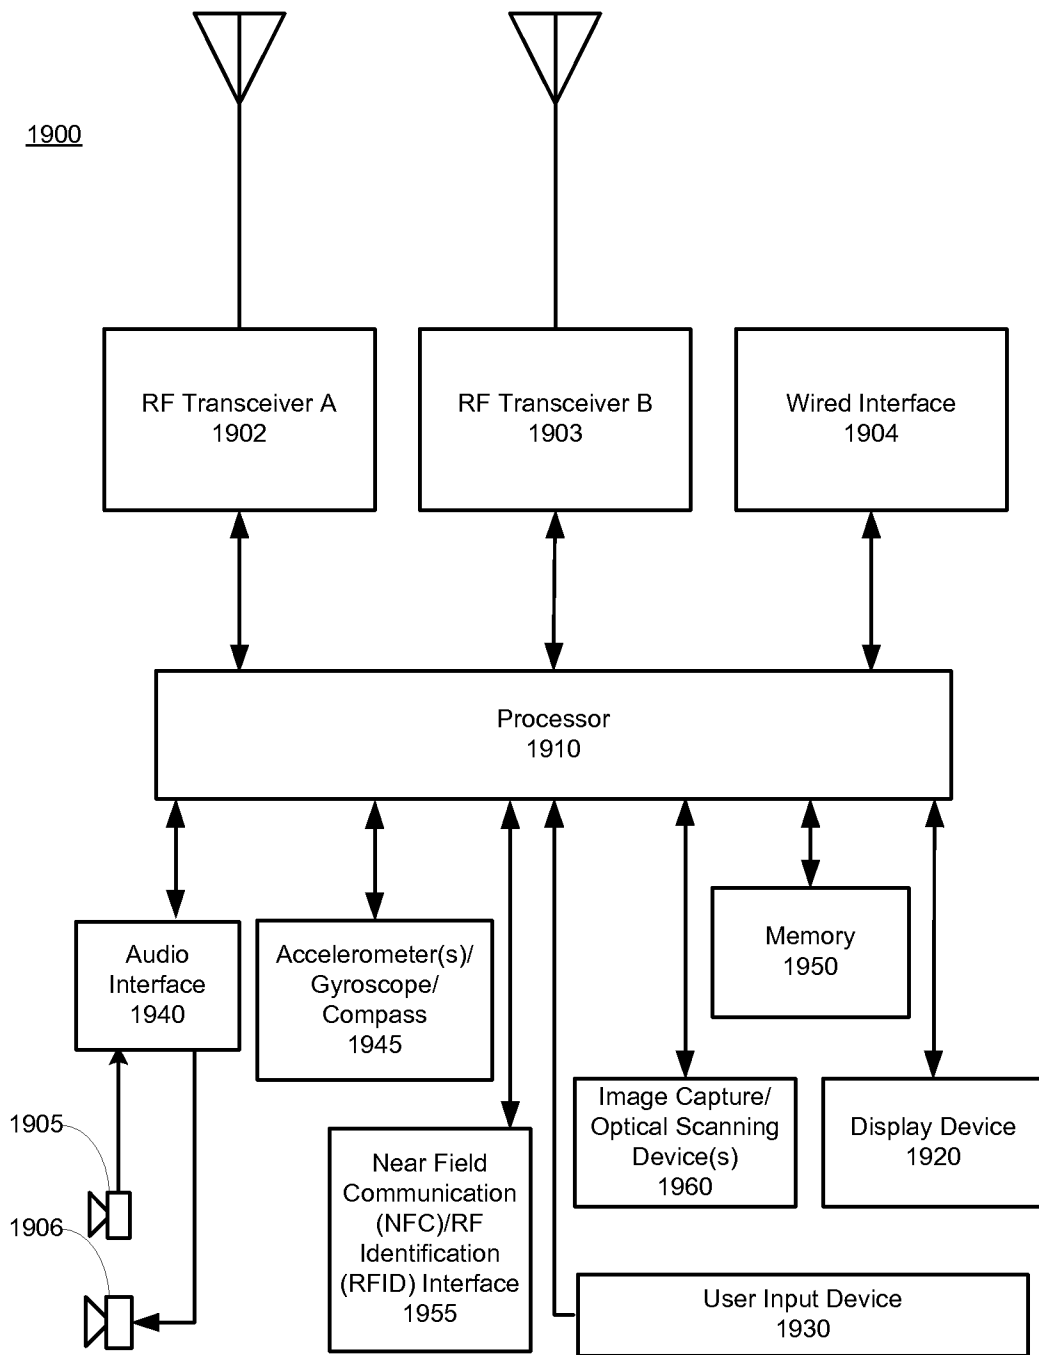 1900
RF Transceiver A
1902
RF Transceiver B
1903
Wired Interface
1904
Processor
1910
Audio
Interface
1940
Accelerometer(s)/
Gyroscope/
Compass
1945
Memory
1950
1905
1906
Near Field
Communication
(NFC)/RF
Identification
(RFID) Interface
1955
Image Capture/
Optical Scanning
Device(s)
1960
Display Device
1920
User Input Device
1930